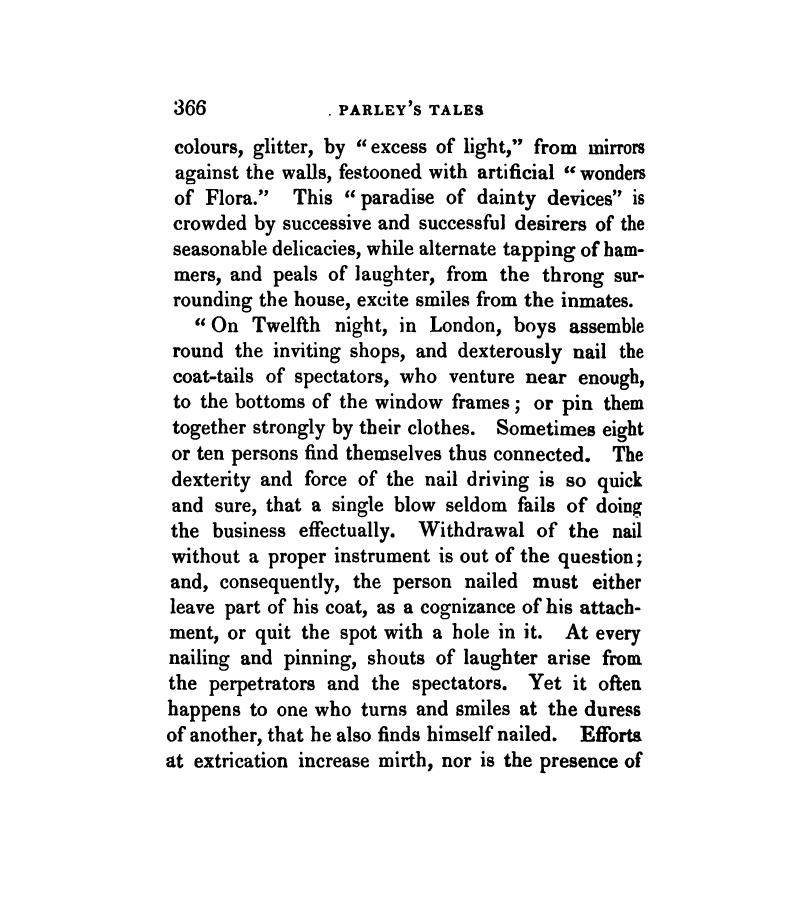 366 . PARLEY'S TALES
colours, glitter, by “excess of light,” from mirrors
against the walls, festooned with artificial “wonders
of Flora.” This “paradise of dainty devices” is
crowded by successive and successful desirers of the
seasonable delicacies, while alternate tapping of ham-
mers, and peals of laughter, from the throng sur-
rounding the house, excite smiles from the inmates.
“On Twelfth night, in London, boys assemble
round the inviting shops, and dexterously nail the
coat-tails of spectators, who venture near enough,
to the bottoms of the window frames; or pin them
together strongly by their clothes. Sometimes eight
or ten persons find themselves thus connected. The
dexterity and force of the nail driving is so quick
and sure, that a single blow seldom fails of doing
the business effectually. Withdrawal of the nail
without a proper instrument is out of the question;
and, consequently, the person nailed must either
leave part of his coat, as a cognizance of his attach-
ment, or quit the spot with a hole in it. At every
nailing and pinning, shouts of laughter arise from
the perpetrators and the spectators. Yet it often
happens to one who turns and smiles at the duress
of another, that he also finds himself nailed. Efforts
at extrication increase mirth, nor is the presence of